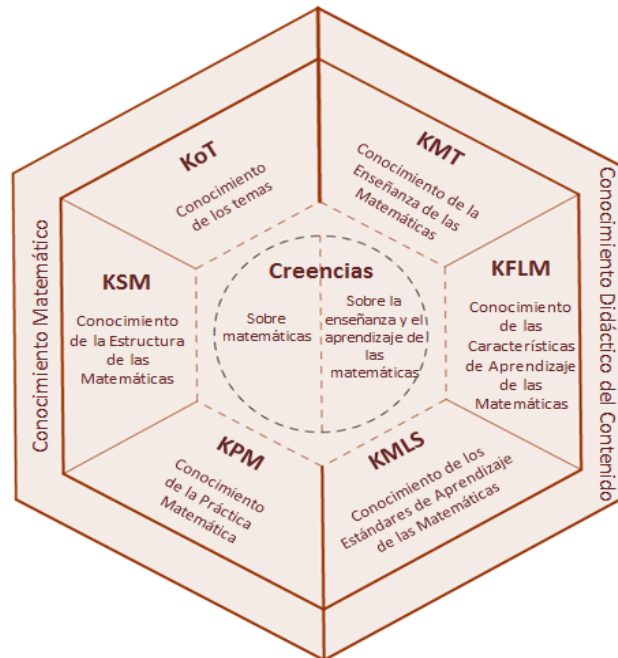 KoT
Conocimiento
de los temas
KMT
Conocimiento de la
Enseñanza de las
Matemáticas
Conocimiento Matemático
KSM
Conocimiento
de la Estructura
de las
Matemáticas
Creencias
Sobre
matemáticas
Sobre la
enseñanza y el
aprendizaje de
las
matemáticas
KFLM
Conocimiento
de las
Características
de Aprendizaje
de las
Matemáticas
Conocimiento Didáctico del Contenido
KPM
Conocimiento
de la Práctica
Matemática
KMLS
Conocimiento de los
Estándares de Aprendizaje
de las Matemáticas